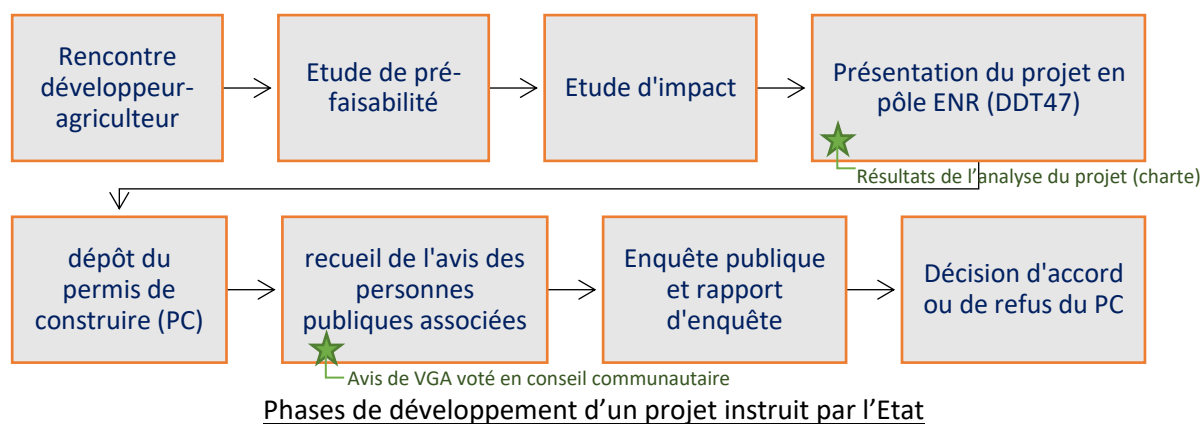 Rencontre
développeur-
agriculteur
Etude de pré-
faisabilité
Etude d'impact
Présentation du projet en
pôle ENR (DDT47)
Résultats de l’analyse du projet (charte)
dépôt du
permis de
construire (PC)
recueil de l'avis des
personnes
publiques associées
Avis de VGA voté en conseil communautaire
Enquête publique
et rapport
d'enquête
Décision d'accord
ou de refus du PC
Phases de développement d’un projet instruit par l’Etat